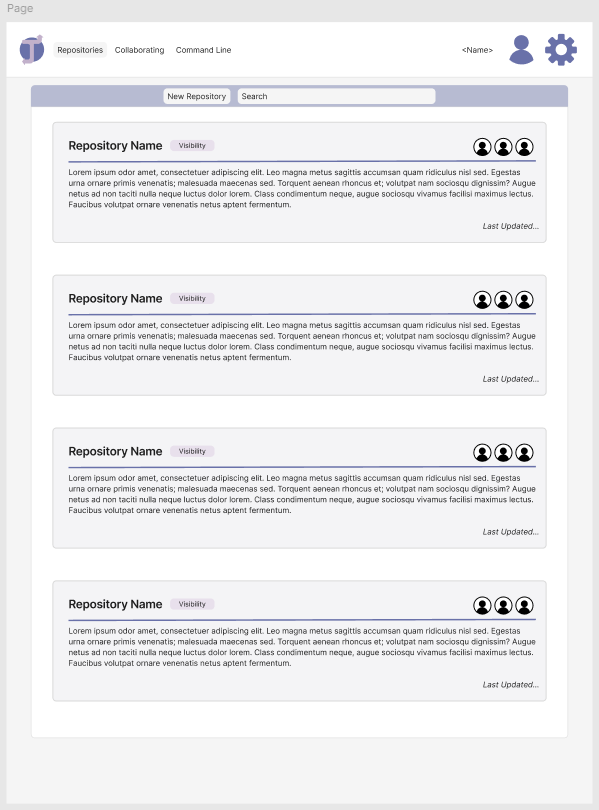 Page
Repositories Collaborating Command Line <Name>
New Repository Search
Repository Name Visibility
Lorem ipsum odor amet, consectetuer adipiscing elit. Leo magna metus sagittis accumsan quam ridiculus nisl sed. Egestas
urna ornare primis venenatis; malesuada maecenas sed. Torquent aenean rhoncus et; volutpat nam sociosqu dignissim? Augue
netus ad non taciti nulla neque luctus dolor lorem. Class condimentum neque, augue sociosqu vivamus facilisi maximus lectus.
Faucibus volutpat ornare venenatis netus aptent fermentum.
Last Updated...
Repository Name Visibility
Lorem ipsum odor amet, consectetuer adipiscing elit. Leo magna metus sagittis accumsan quam ridiculus nisl sed. Egestas
urna ornare primis venenatis; malesuada maecenas sed. Torquent aenean rhoncus et; volutpat nam sociosqu dignissim? Augue
netus ad non taciti nulla neque luctus dolor lorem. Class condimentum neque, augue sociosqu vivamus facilisi maximus lectus.
Faucibus volutpat ornare venenatis netus aptent fermentum.
Last Updated...
Repository Name Visibility
Lorem ipsum odor amet, consectetuer adipiscing elit. Leo magna metus sagittis accumsan quam ridiculus nisl sed. Egestas
urna ornare primis venenatis; malesuada maecenas sed. Torquent aenean rhoncus et; volutpat nam sociosqu dignissim? Augue
netus ad non taciti nulla neque luctus dolor lorem. Class condimentum neque, augue sociosqu vivamus facilisi maximus lectus.
Faucibus volutpat ornare venenatis netus aptent fermentum.
Last Updated...
Repository Name Visibility
Lorem ipsum odor amet, consectetuer adipiscing elit. Leo magna metus sagittis accumsan quam ridiculus nisl sed. Egestas
urna ornare primis venenatis; malesuada maecenas sed. Torquent aenean rhoncus et; volutpat nam sociosqu dignissim? Augue
netus ad non taciti nulla neque luctus dolor lorem. Class condimentum neque, augue sociosqu vivamus facilisi maximus lectus.
Faucibus volutpat ornare venenatis netus aptent fermentum.
Last Updated...